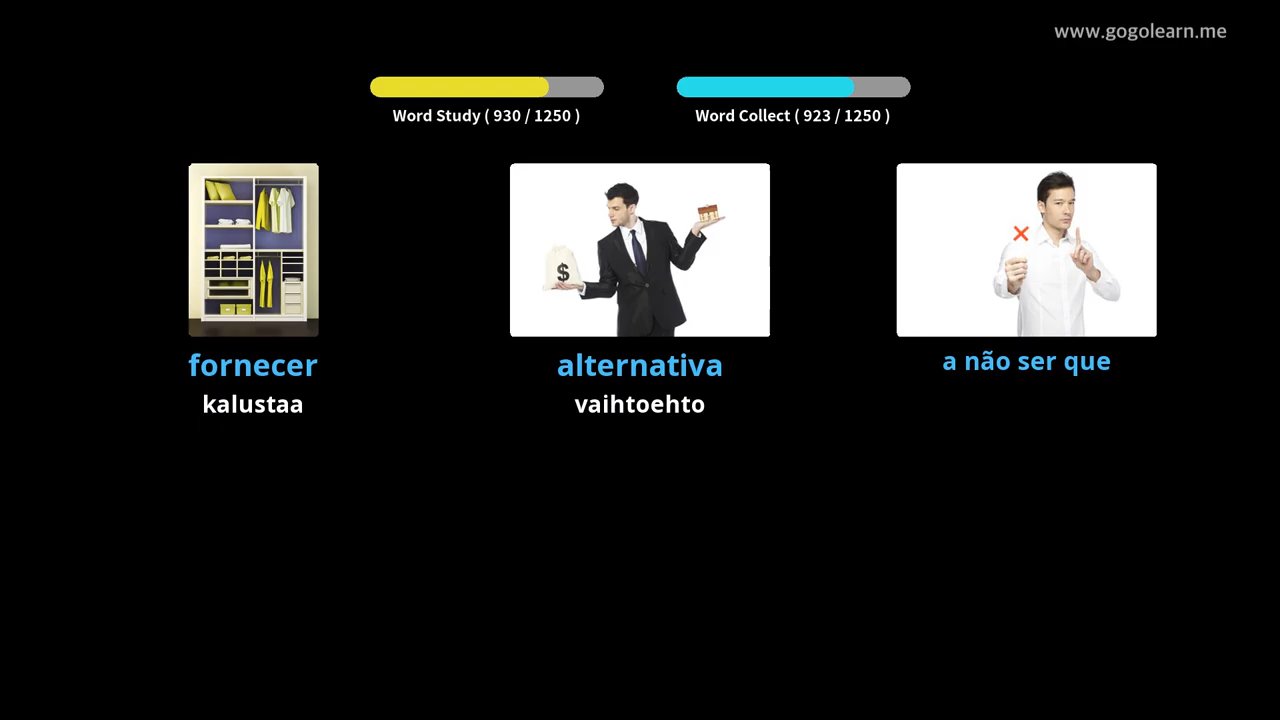 www.gogolearn.me
Word Study ( 930 / 1250 )
Word Collect ( 923 / 1250 )
$
fornecer
alternativa
a não ser que
kalustaa
vaihtoehto